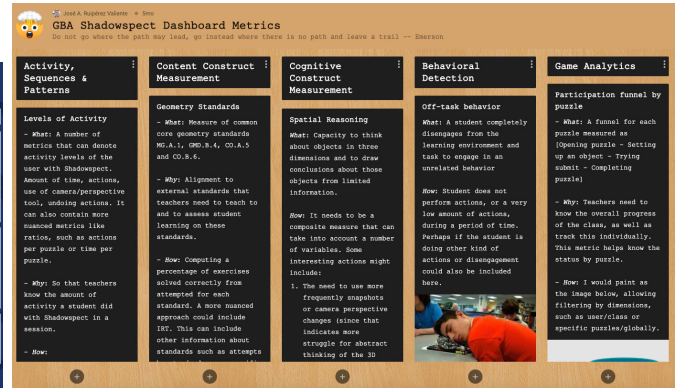 José A. Ruipérez Valiente + 5mo
GBA Shadowspect Dashboard Metrics
Do not go where the path may lead, go instead where there is no path and leave a trail -- Emerson
Activity,
Sequences &
Patterns
Levels of Activity
- What: A number of
metrics that can denote
activity levels of the
user with Shadowspect.
Amount of time, actions,
use of camera/perspective
tool, undoing actions. It
can also contain more
nuanced metrics like
ratios, such as actions
per puzzle or time per
puzzle.
- Why: So that teachers
know the amount of
activity a student did
with Shadowspect in a
session.
- How:
Content Construct
Measurement
Geometry Standards
- What: Measure of common
core geometry standards
MG.A.1, GMD.B.4, CO.A.5
and CO.B.6.
- Why: Alignment to
external standards that
teachers need to teach to
and to assess student
learning on these
standards.
- How: Computing a
percentage of exercises
solved correctly from
attempted for each
standard. A more nuanced
approach could include
IRT. This can include
other information about
standards such as attempts
Cognitive
Construct
Measurement
Spatial Reasoning
What: Capacity to think
about objects in three
dimensions and to draw
conclusions about those
objects from limited
information.
How: It needs to be a
composite measure that can
take into account a number
of variables. Some
interesting actions might
include:
1. The need to use more
frequently snapshots
or camera perspective
changes (since that
indicates more
struggle for abstract
thinking of the 3D
Behavioral
Detection
Off-task behavior
What: A student completely
disengages from the
learning environment and
task to engage in an
unrelated behavior
How: Student does not
perform actions, or a very
low amount of actions,
during a period of time.
Perhaps if the student is
doing other kind of
actions or disengagement
could also be included
here.
Game Analytics
Participation funnel by
puzzle
- What: A funnel for each
puzzle measured as
[Opening puzzle - Setting
up an object - Trying
submit - Completing
puzzle]
- Why: Teachers need to
know the overall progress
of the class, as well as
track this individually.
This metric helps know the
status by puzzle.
- How: I would paint as
the image below, allowing
filtering by dimensions,
such as user/class or
specific puzzles/globally.